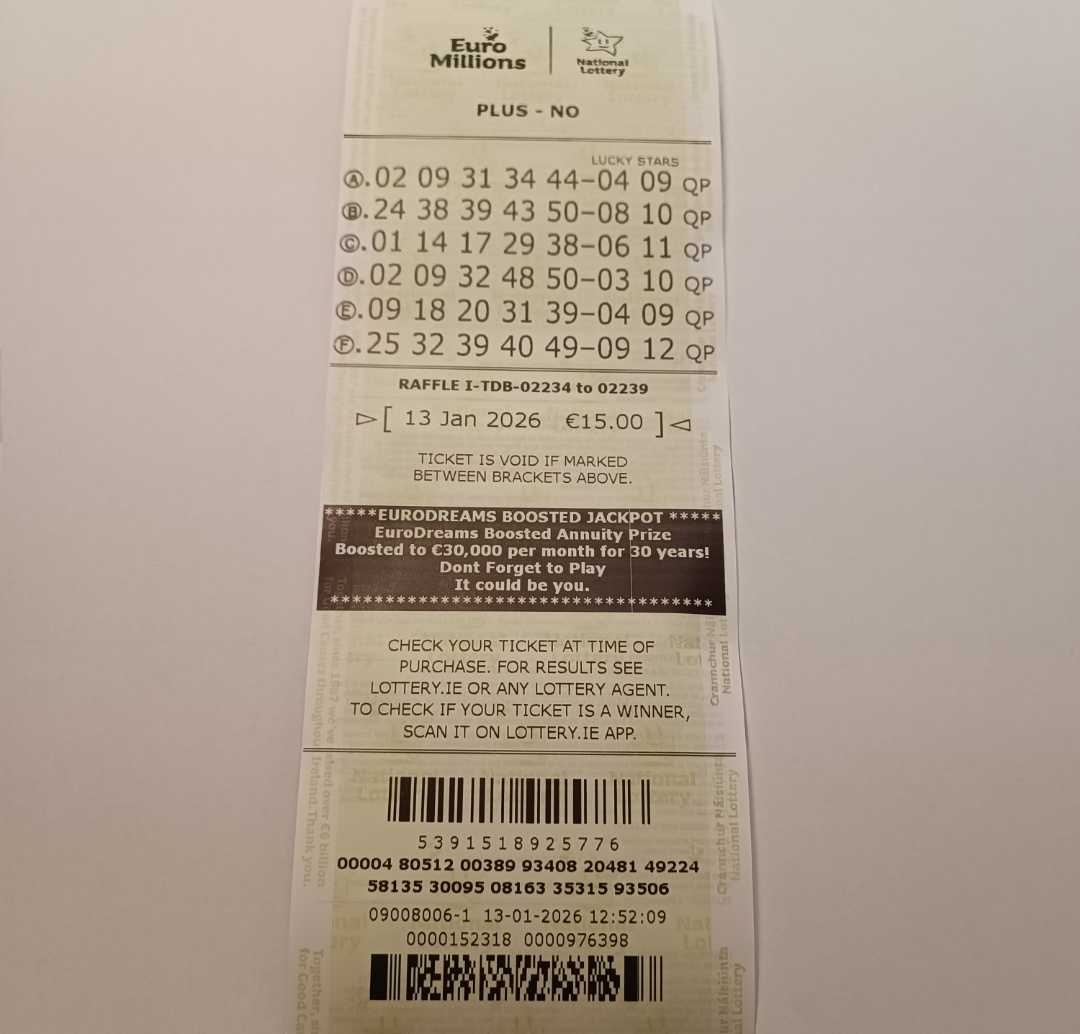 Euro
Millions
National
Lottery
PLUS - NO
LUCKY STARS
Ⓐ.02 09 31 34 44-04 09 QP
Ⓑ.24 38 39 43 50-08 10 QP
Ⓒ.01 14 17 29 38-06 11 QP
Ⓓ.02 09 32 48 50-03 10 QP
Ⓔ.09 18 20 31 39-04 09 QP
Ⓕ.25 32 39 40 49-09 12 QP
RAFFLE I-TDB-02234 to 02239
[ 13 Jan 2026 €15.00 ]
TICKET IS VOID IF MARKED
BETWEEN BRACKETS ABOVE.
*****EURODREAMS BOOSTED JACKPOT *****
EuroDreams Boosted Annuity Prize
Boosted to €30,000 per month for 30 years!
Dont Forget to Play
It could be you.
CHECK YOUR TICKET AT TIME OF
PURCHASE. FOR RESULTS SEE
LOTTERY.IE OR ANY LOTTERY AGENT.
TO CHECK IF YOUR TICKET IS A WINNER,
SCAN IT ON LOTTERY.IE APP.
5391518925776
00004 80512 00389 93408 20481 49224
58135 30095 08163 35315 93506
09008006-1 13-01-2026 12:52:09
0000152318 0000976398
Crannchur Náisiúnta
National Lottery